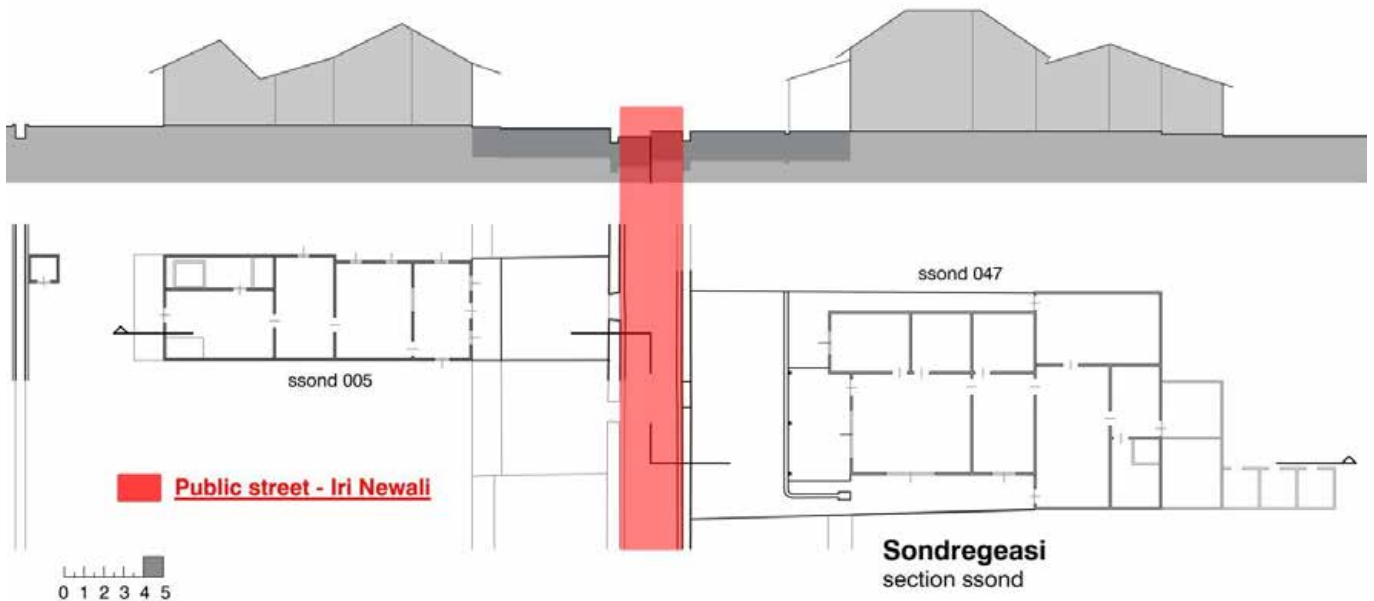 ssond 047
ssond 005
Public street - Iri Newali
Sondregeasi
section ssond
0 1 2 3 4 5